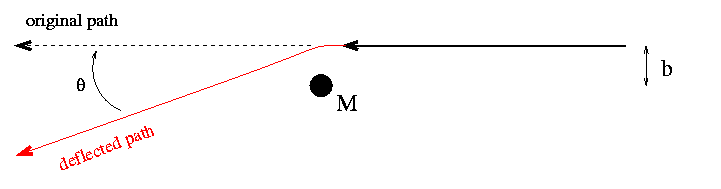 original path
θ
b
M
deflected path